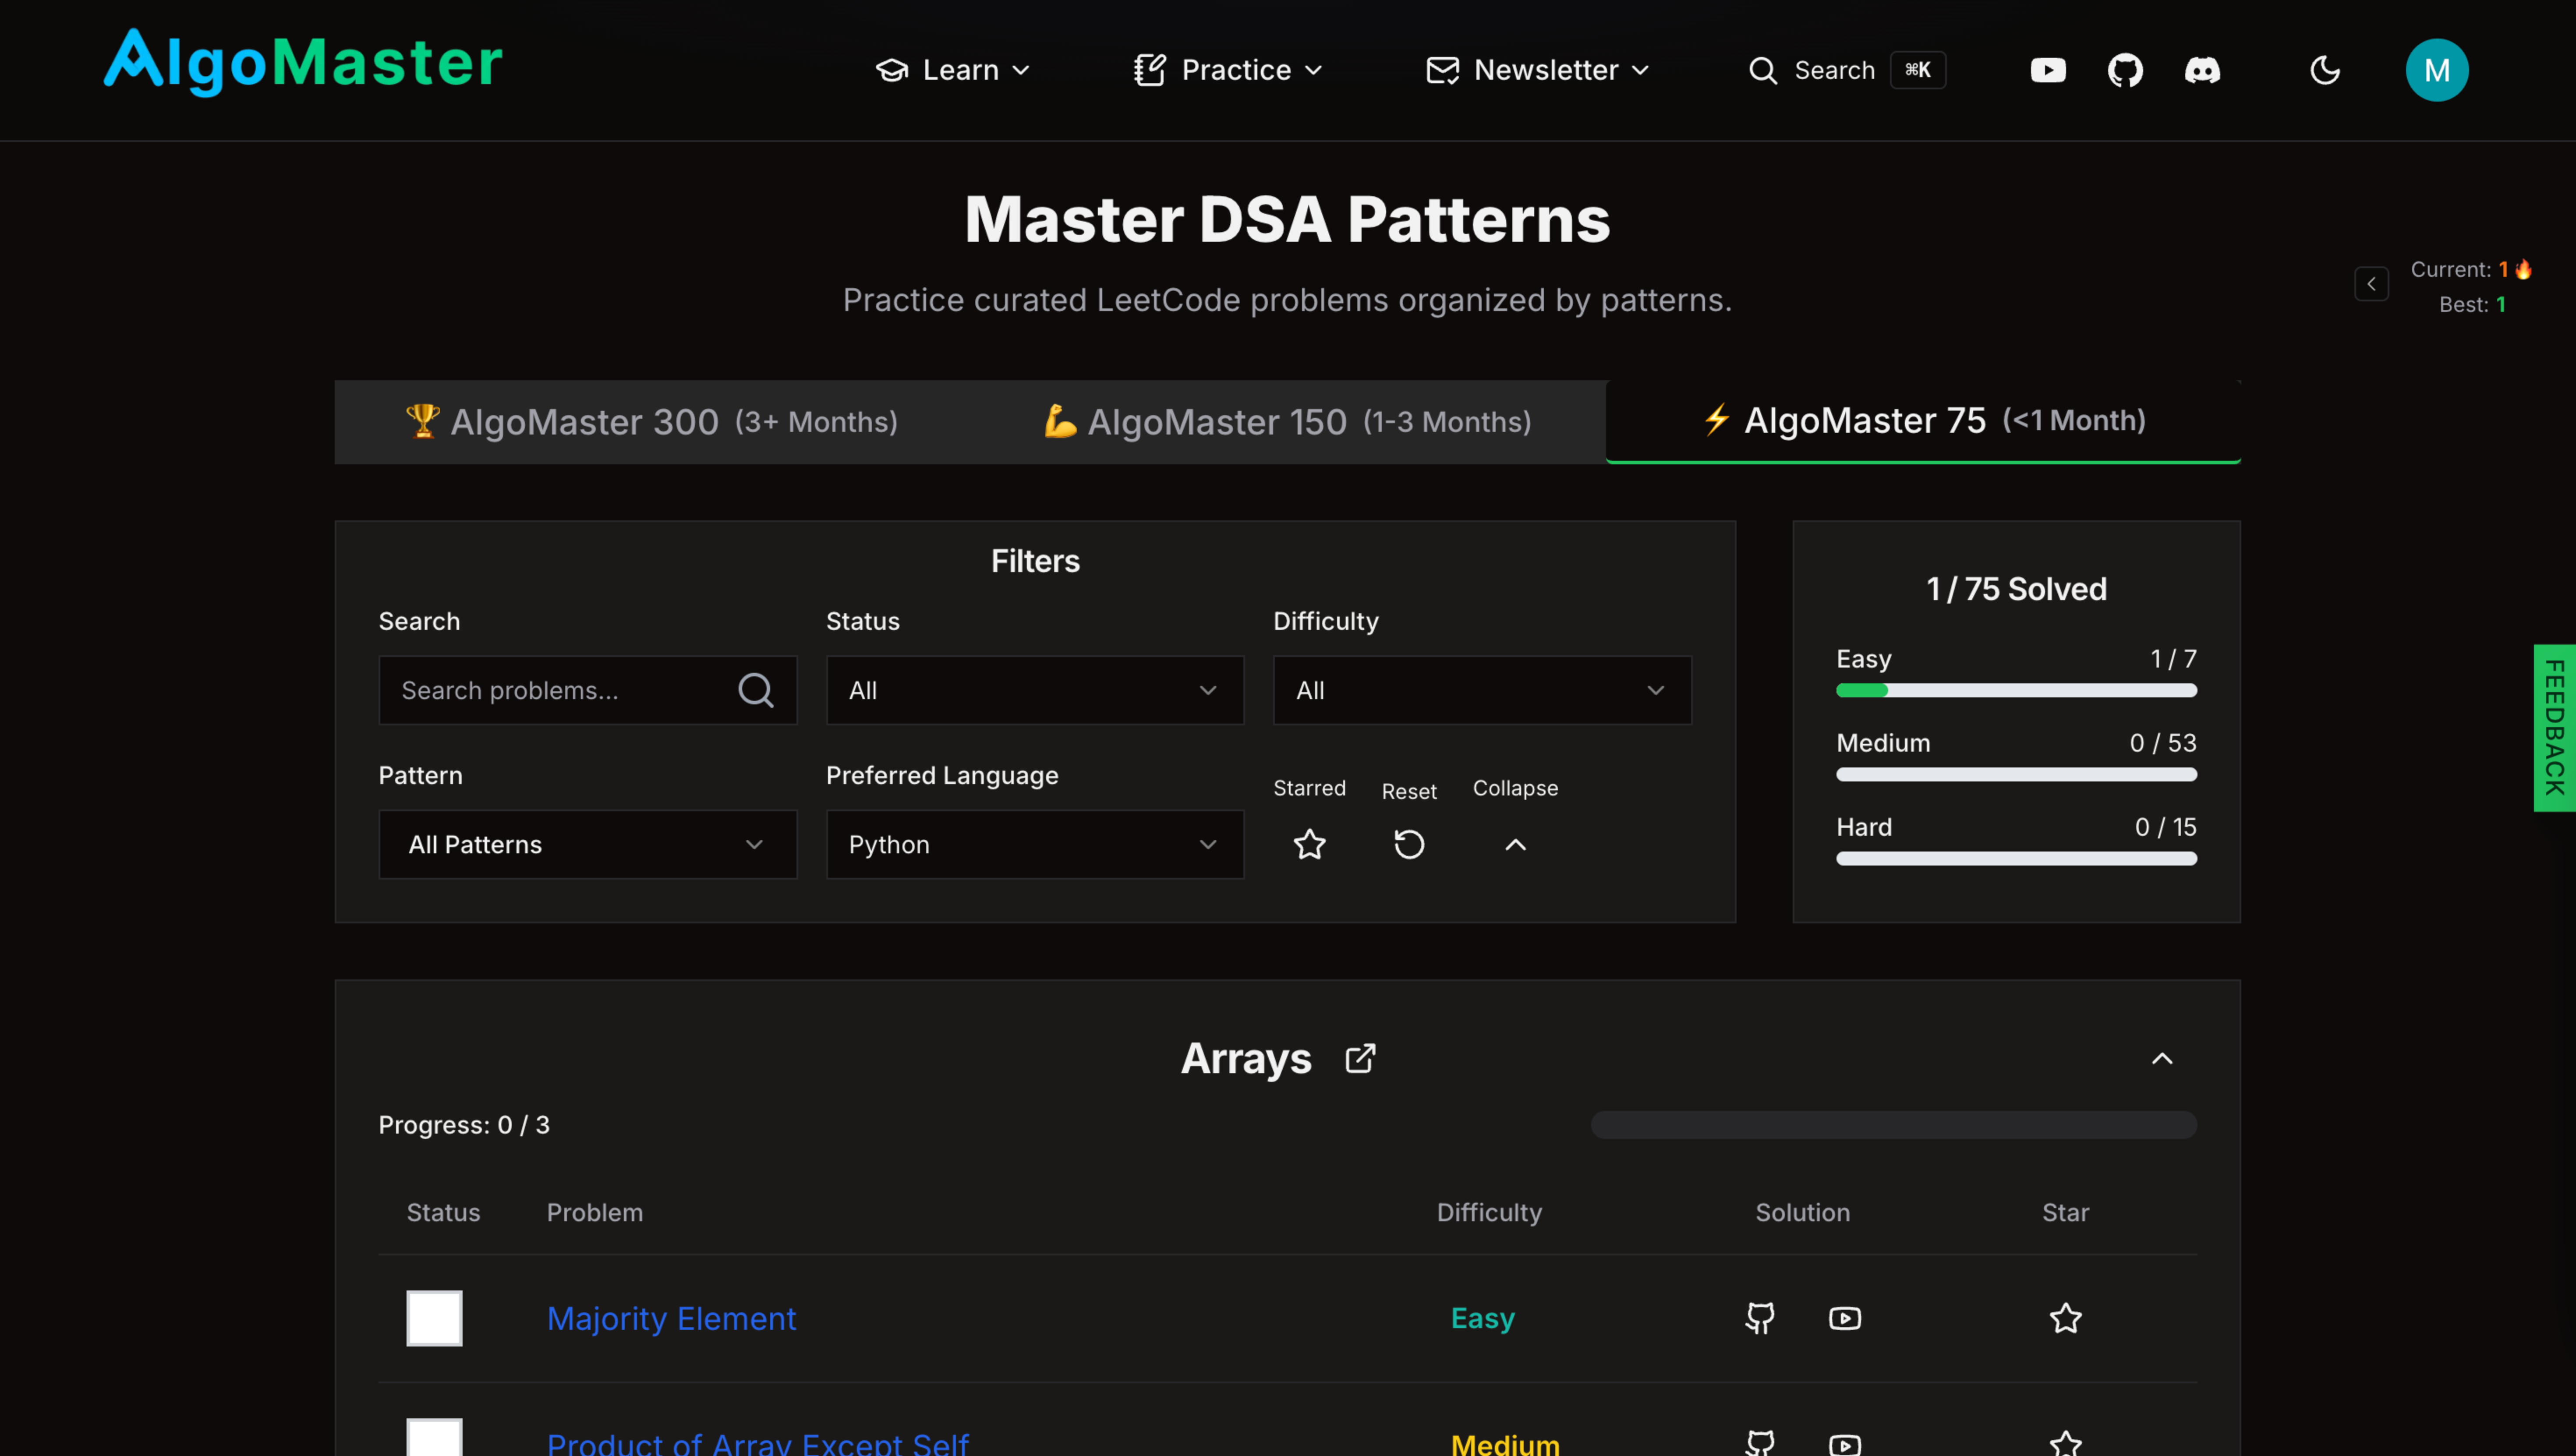 AlgoMaster
Learn
Practice
Newsletter
Search ⌘K
M
Master DSA Patterns
Practice curated LeetCode problems organized by patterns.
Current: 1🔥
Best: 1
🏆 AlgoMaster 300 (3+ Months)
💪 AlgoMaster 150 (1-3 Months)
⚡ AlgoMaster 75 (<1 Month)
Filters
Search
Status
Difficulty
Search problems...
All
All
Pattern
Preferred Language
Starred
Reset
Collapse
All Patterns
Python
1 / 75 Solved
Easy 1 / 7
Medium 0 / 53
Hard 0 / 15
FEEDBACK
Arrays
Progress: 0 / 3
Status Problem Difficulty Solution Star
Majority Element Easy
Product of Array Except Self Medium